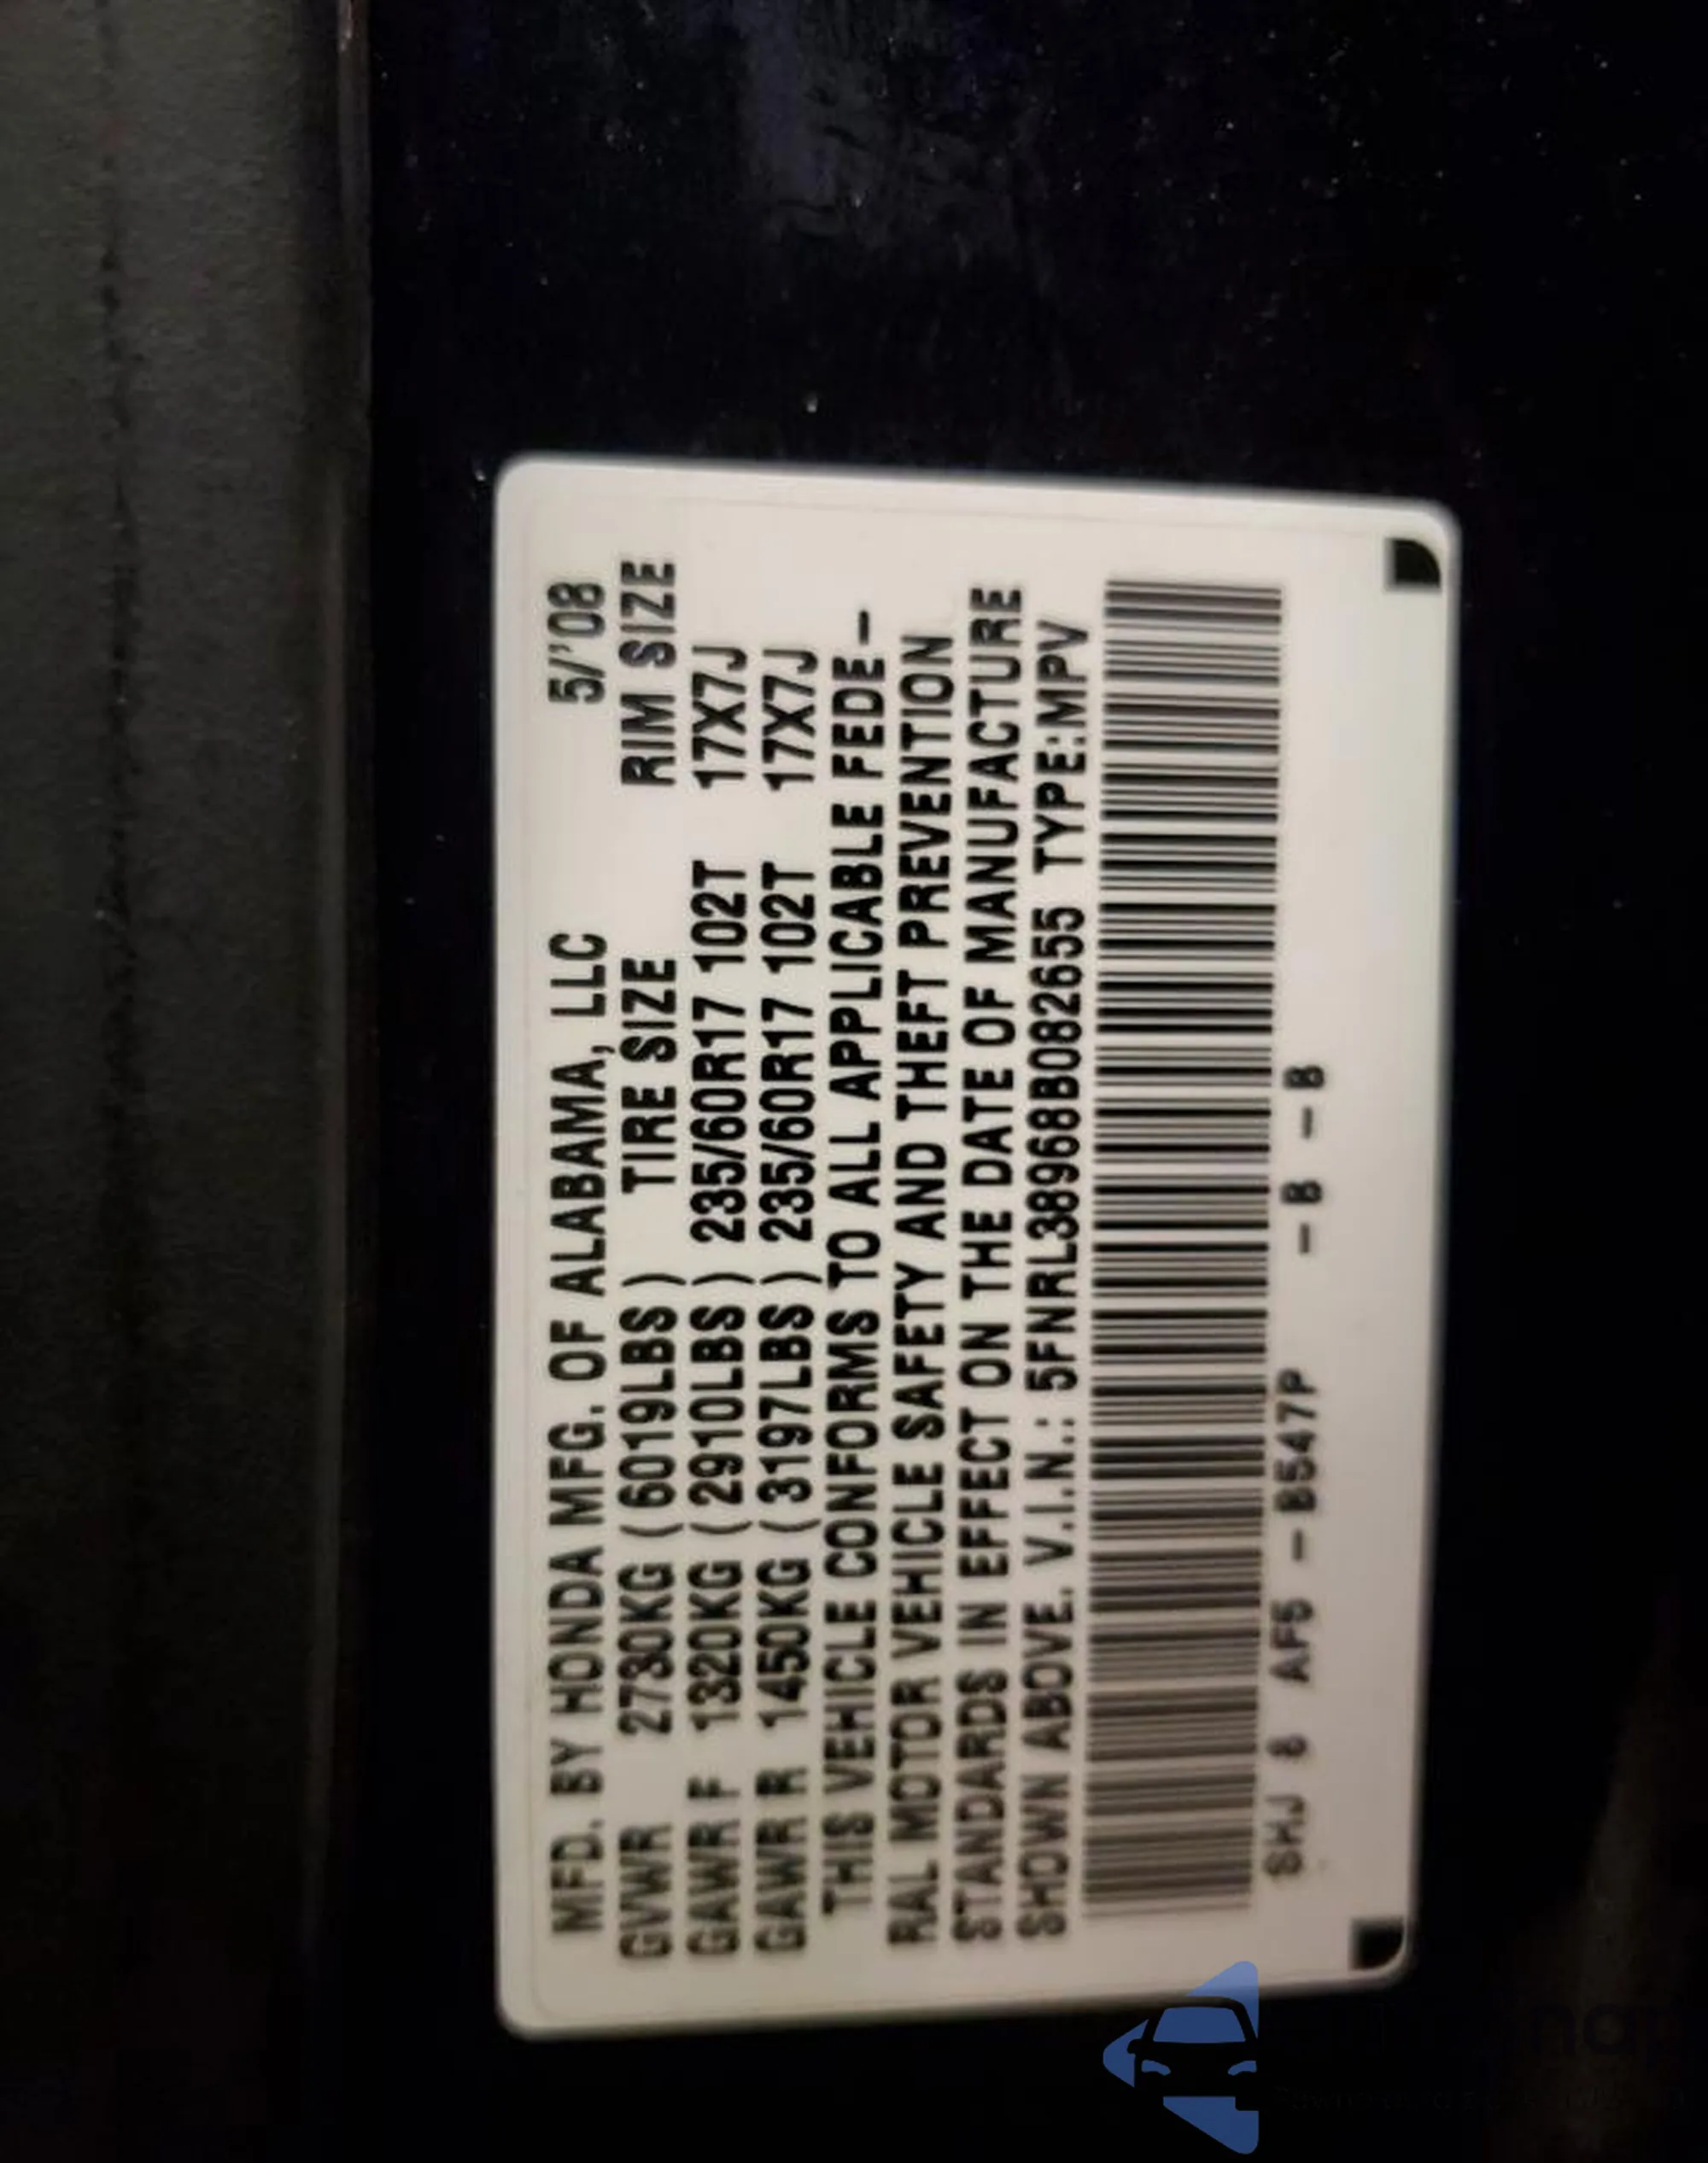 MFD. BY HONDA MFG. OF ALABAMA, LLC 5/'08
GVWR 2730KG (6019LBS) TIRE SIZE RIM SIZE
GAWR F 1320KG (2910LBS) 235/60R17 102T 17X7J
GAWR R 1450KG (3197LBS) 235/60R17 102T 17X7J
THIS VEHICLE CONFORMS TO ALL APPLICABLE FEDE–
RAL MOTOR VEHICLE SAFETY AND THEFT PREVENTION
STANDARDS IN EFFECT ON THE DATE OF MANUFACTURE
SHOWN ABOVE. V.I.N.: 5FNRL38968B082655 TYPE:MPV
SHJ 8 AF5 –B547P –B –B